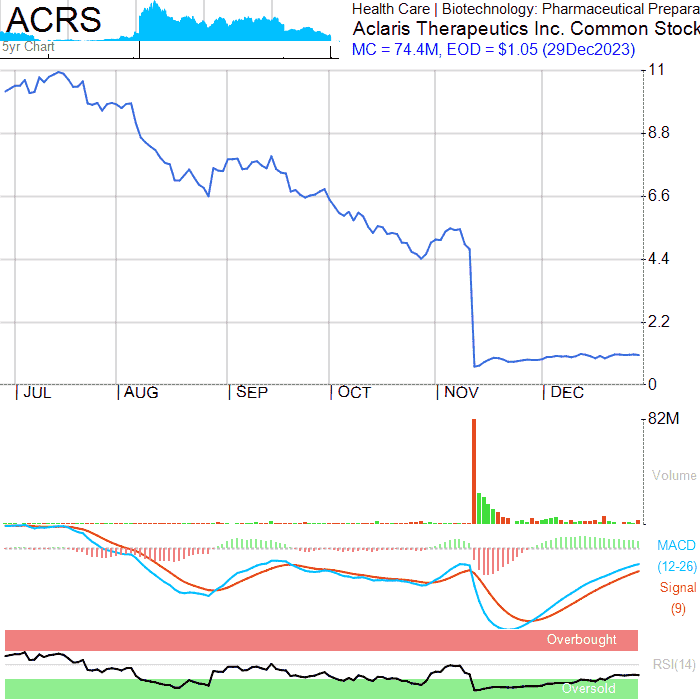 ACRS
5yr Chart
Health Care | Biotechnology: Pharmaceutical Prepara
Aclaris Therapeutics Inc. Common Stock
MC = 74.4M, EOD = $1.05 (29Dec2023)
11
8.8
6.6
4.4
2.2
0
JUL AUG SEP OCT NOV DEC
82M
Volume
MACD
(12-26)
Signal
(9)
Overbought
RSI(14)
Oversold